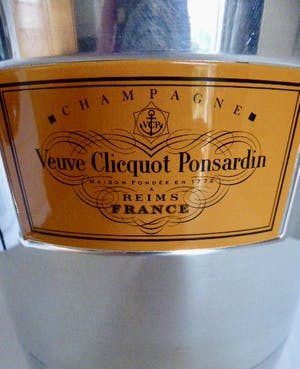 CHAMPAGNE
VCP
Veuve Clicquot Ponsardin
MAISON FONDÉE EN 1772
A
REIMS
FRANCE